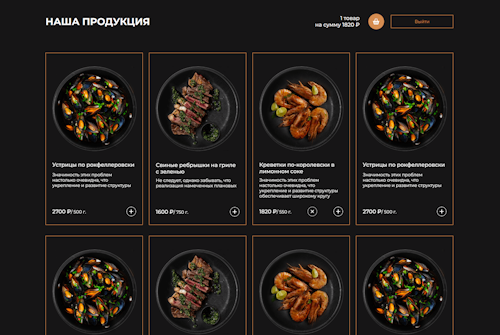 НАША ПРОДУКЦИЯ
1 товар
на сумму 1820 ₽
Выйти
Устрицы по рокфеллеровски
Значимость этих проблем
настолько очевидна, что
укрепление и развитие структуры
2700 ₽/ 500 г.
Свиные ребрышки на гриле
с зеленью
Не следует, однако забывать, что
реализация намеченных плановых
1600 ₽/ 750 г.
Креветки по-королевски в
лимонном соке
Значимость этих проблем
настолько очевидна, что
укрепление и развитие структуры
обеспечивает широкому кругу
1820 ₽/ 550 г.
Устрицы по рокфеллеровски
Значимость этих проблем
настолько очевидна, что
укрепление и развитие структуры
2700 ₽/ 500 г.